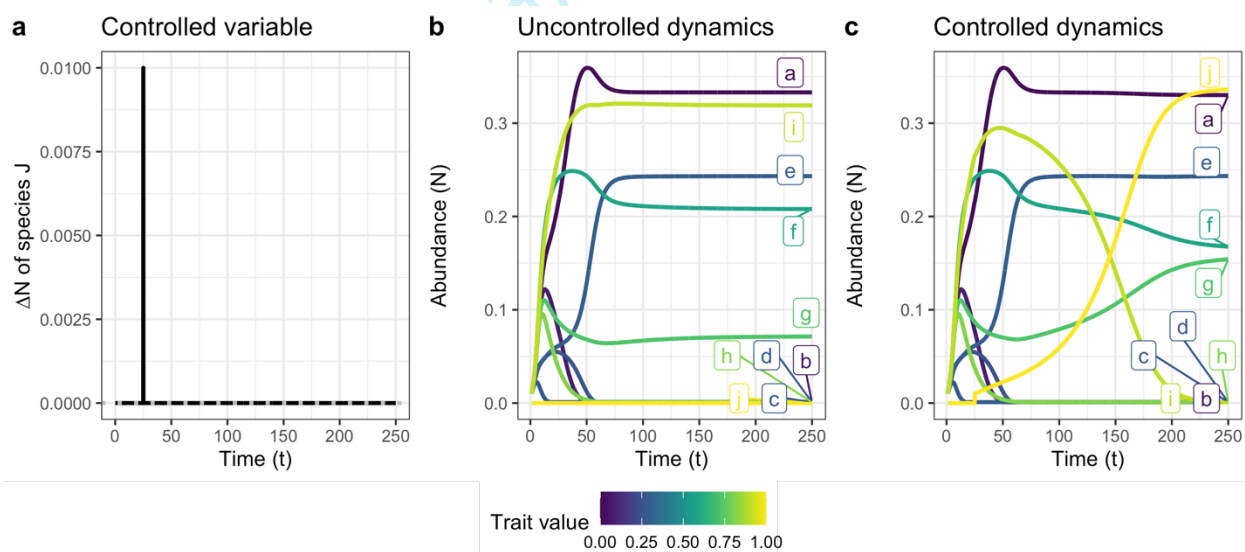 a Controlled variable
ΔN of species J
0.0100
0.0075
0.0050
0.0025
0.0000
0 50 100 150 200 250
Time (t)
b Uncontrolled dynamics
Abundance (N)
0.3
0.2
0.1
0.0
a
i
e
f
g
h d b
j c
0 50 100 150 200 250
Time (t)
c Controlled dynamics
Abundance (N)
0.3
0.2
0.1
0.0
j
a
e
f
g
d
c h
i b
0 50 100 150 200 250
Time (t)
Trait value
0.00 0.25 0.50 0.75 1.00